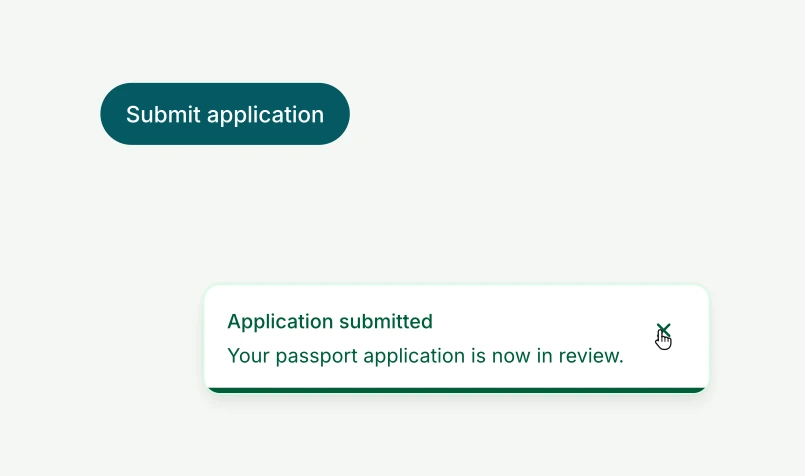 Submit application
Application submitted
Your passport application is now in review.